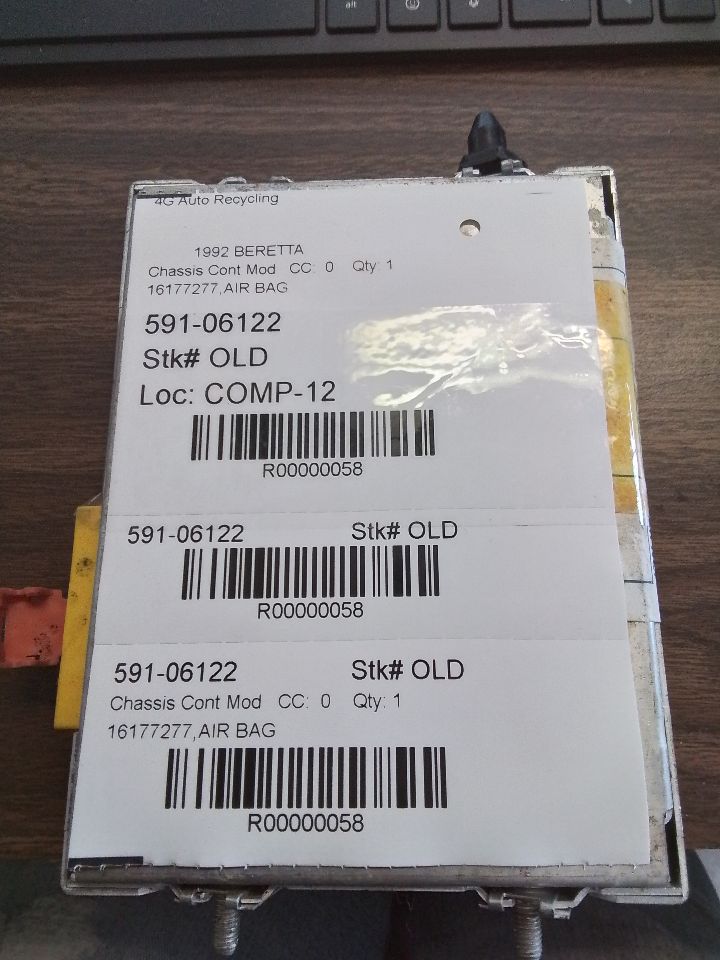 alt
4G Auto Recycling
1992 BERETTA
Chassis Cont Mod CC: 0 Qty: 1
16177277,AIR BAG
591-06122
Stk# OLD
Loc: COMP-12
R00000058
591-06122 Stk# OLD
R00000058
591-06122 Stk# OLD
Chassis Cont Mod CC: 0 Qty: 1
16177277,AIR BAG
R00000058